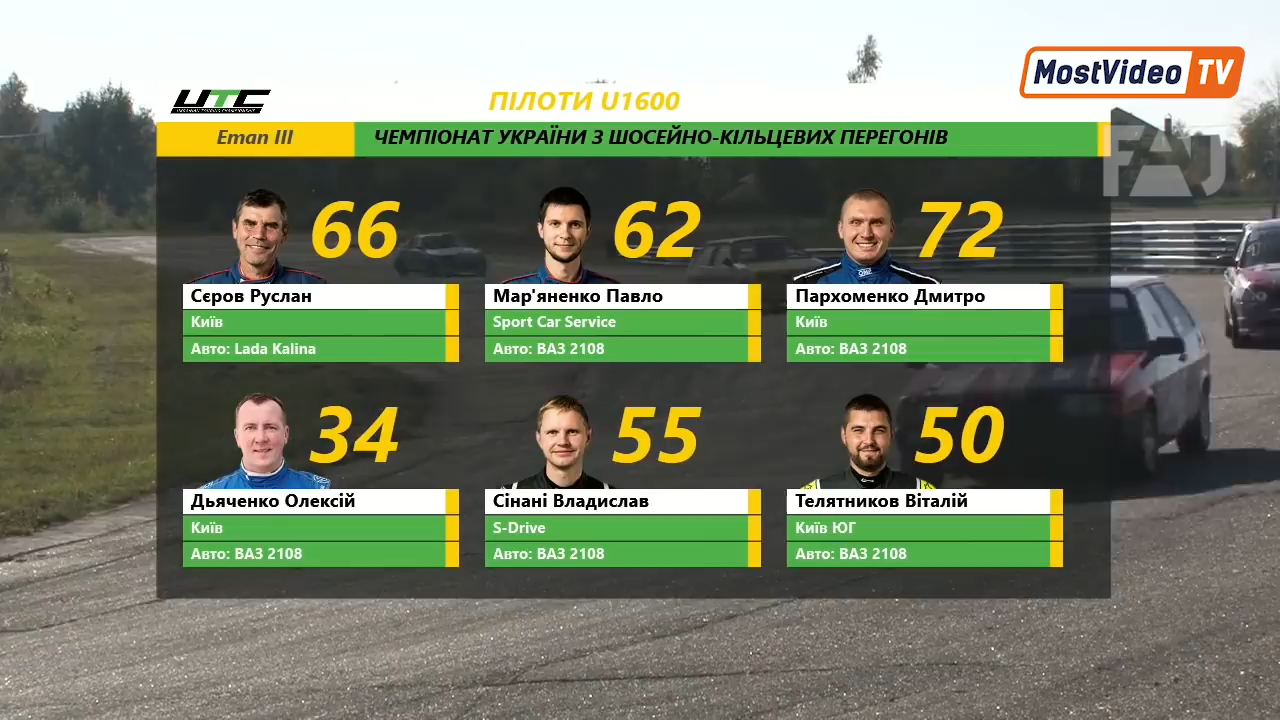 MostVideo TV
UTC
ПІЛОТИ U1600
Етап III
ЧЕМПІОНАТ УКРАЇНИ З ШОСЕЙНО-КІЛЬЦЕВИХ ПЕРЕГОНІВ
FAJ
66
Сєров Руслан
Київ
Авто: Lada Kalina
62
Мар'яненко Павло
Sport Car Service
Авто: ВАЗ 2108
72
Пархоменко Дмитро
Київ
Авто: ВАЗ 2108
34
Дьяченко Олексій
Київ
Авто: ВАЗ 2108
55
Сінані Владислав
S-Drive
Авто: ВАЗ 2108
50
Телятников Віталій
Київ ЮГ
Авто: ВАЗ 2108